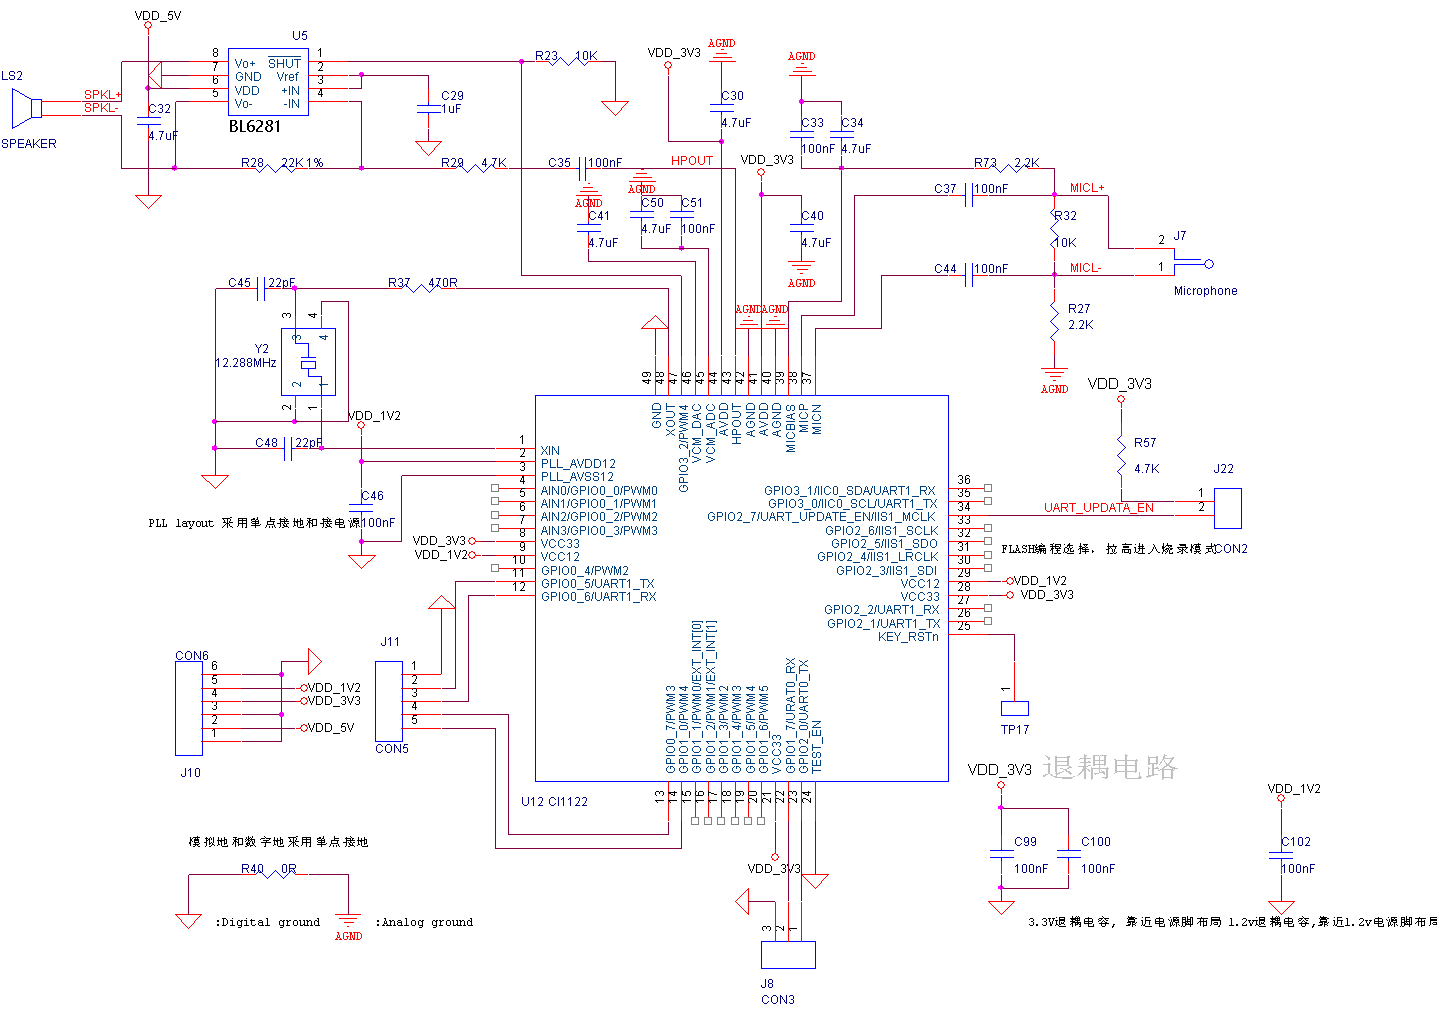 VDD_5V
U5
LS2
SPEAKER
SPKL+
SPKL-
8
7
6
5
Vo+
GND
VDD
Vo-
SHUT
Vref
+IN
-IN
1
2
3
4
BL6281
C32
4.7uF
C29
1uF
R23 10K
R28 22K 1%
R29 4.7K
C35 100nF
HPOUT
VDD_3V3
AGND
C30
4.7uF
AGND
C33
100nF
C34
4.7uF
VDD_3V3
AGND
C41
4.7uF
AGND
C50
4.7uF
C51
100nF
C40
4.7uF
AGND
R73 2.2K
C37 100nF
MICL+
R32
10K
C44 100nF
MICL-
R27
2.2K
AGND
2
1
J7
Microphone
C45 22pF
R37 470R
3
4
3
4
Y2
12.288MHz
2
1
2
1
C48 22pF
VDD_1V2
C46
100nF
PLL layout 采用单点接地和接电源
AGND
AGND
49
48
47
46
45
44
43
42
41
40
39
38
37
GND
XOUT
GPIO3_2/PWM4
VCM_DAC
VCM_ADC
AVDD
HPOUT
AGND
AVDD
AGND
MICBIAS
MICP
MICN
1
2
3
4
5
6
7
8
9
10
11
12
XIN
PLL_AVDD12
PLL_AVSS12
AIN0/GPIO0_0/PWM0
AIN1/GPIO0_1/PWM1
AIN2/GPIO0_2/PWM2
AIN3/GPIO0_3/PWM3
VCC33
VCC12
GPIO0_4/PWM2
GPIO0_5/UART1_TX
GPIO0_6/UART1_RX
VDD_3V3
VDD_1V2
GPIO3_1/IIC0_SDA/UART1_RX
GPIO3_0/IIC0_SCL/UART1_TX
GPIO2_7/UART_UPDATE_EN/IIS1_MCLK
GPIO2_6/IIS1_SCLK
GPIO2_5/IIS1_SDO
GPIO2_4/IIS1_LRCLK
GPIO2_3/IIS1_SDI
VCC12
VCC33
GPIO2_2/UART1_RX
GPIO2_1/UART1_TX
KEY_RSTn
36
35
34
33
32
31
30
29
28
27
26
25
VDD_1V2
VDD_3V3
VDD_3V3
R57
4.7K
UART_UPDATA_EN
J22
1
2
CON2
FLASH编程选择, 拉高进入烧录模式
1
TP17
GPIO0_7/PWM3
GPIO1_0/PWM4
GPIO1_1/PWM0/EXT_INT[0]
GPIO1_2/PWM1/EXT_INT[1]
GPIO1_3/PWM2
GPIO1_4/PWM3
GPIO1_5/PWM4
GPIO1_6/PWM5
VCC33
GPIO1_7/URAT0_RX
GPIO2_0/UART0_TX
TEST_EN
13
14
15
16
17
18
19
20
21
22
23
24
U12 CI1122
VDD_3V3
3
2
1
J8
CON3
CON6
6
5
4
3
2
1
J10
VDD_1V2
VDD_3V3
VDD_5V
J11
1
2
3
4
5
CON5
模拟地和数字地采用单点接地
R40 0R
:Digital ground
AGND
:Analog ground
VDD_3V3
退耦电路
C99
100nF
C100
100nF
3.3V退耦电容, 靠近电源脚布局
VDD_1V2
C102
100nF
1.2v退耦电容,靠近1.2v电源脚布局